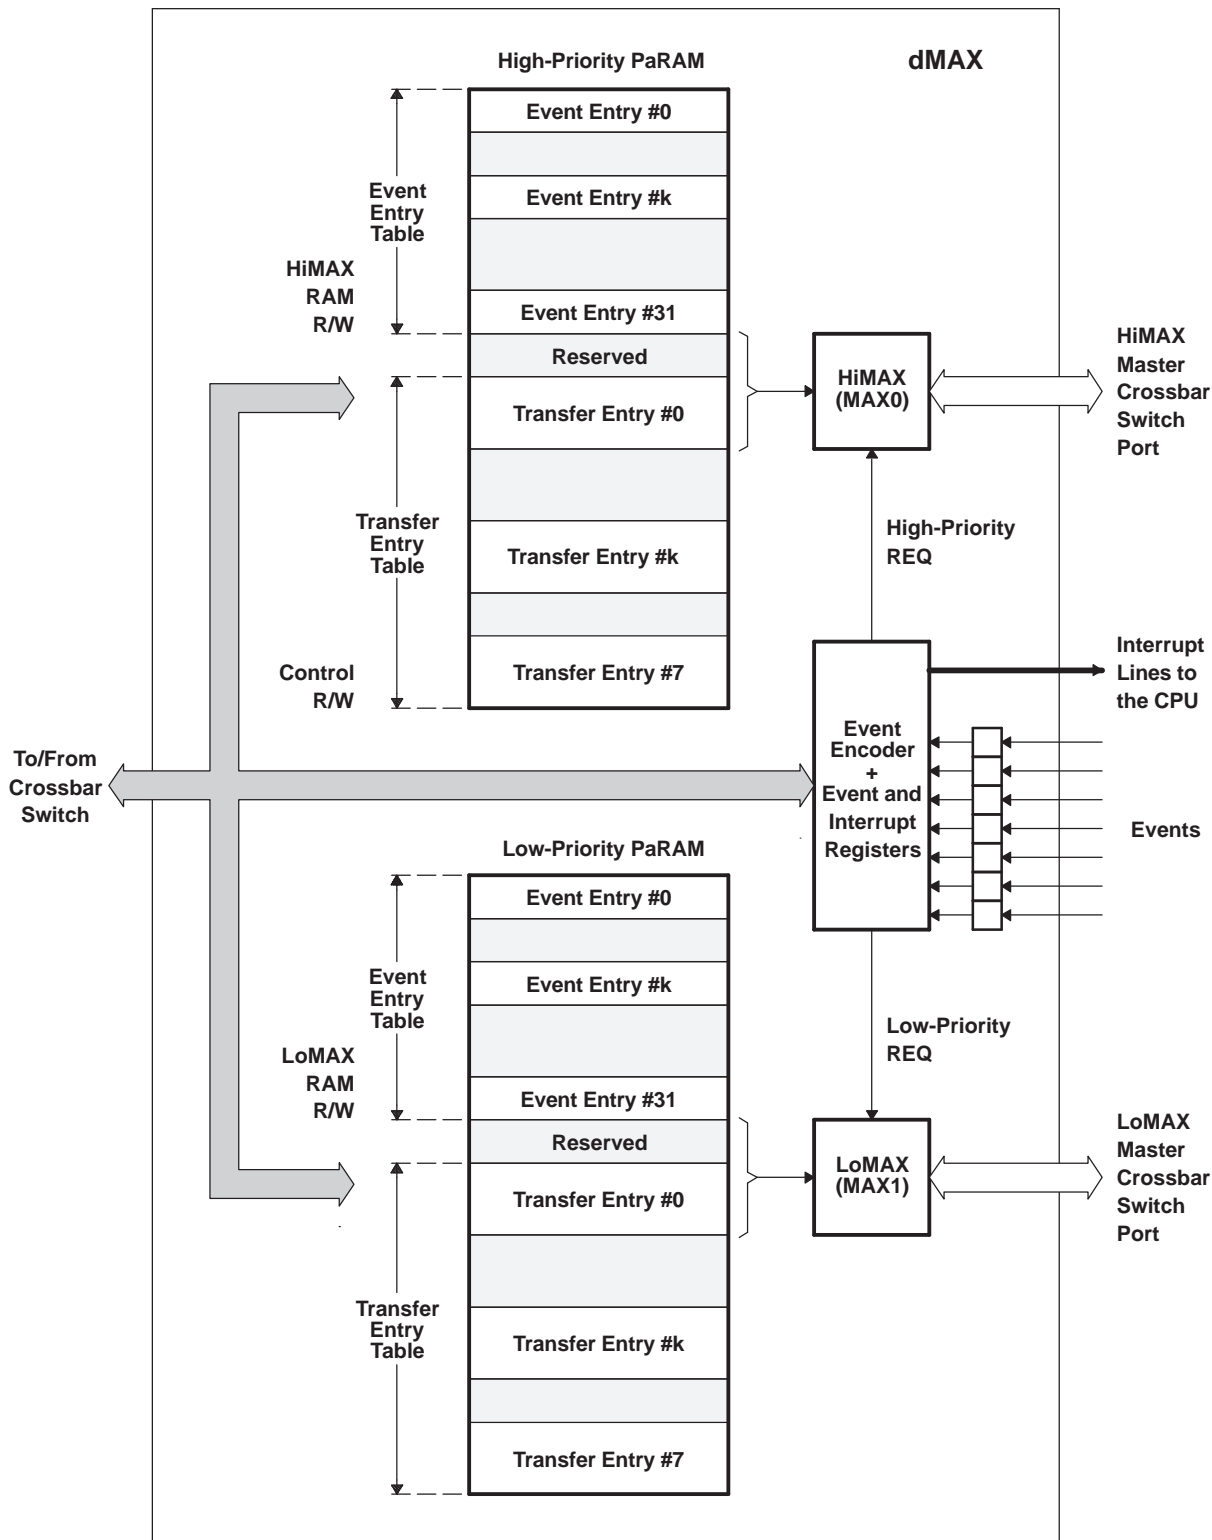 dMAX
High-Priority PaRAM
Event Entry #0
Event Entry #k
Event
Entry
Table
HiMAX
RAM
R/W
Event Entry #31
Reserved
Transfer Entry #0
HiMAX
(MAX0)
HiMAX
Master
Crossbar
Switch
Port
Transfer
Entry
Table
Transfer Entry #k
High-Priority
REQ
Control
R/W
Transfer Entry #7
Interrupt
Lines to
the CPU
To/From
Crossbar
Switch
Event
Encoder
+
Event and
Interrupt
Registers
Events
Low-Priority PaRAM
Event Entry #0
Event Entry #k
Event
Entry
Table
LoMAX
RAM
R/W
Low-Priority
REQ
Event Entry #31
Reserved
Transfer Entry #0
LoMAX
(MAX1)
LoMAX
Master
Crossbar
Switch
Port
Transfer
Entry
Table
Transfer Entry #k
Transfer Entry #7